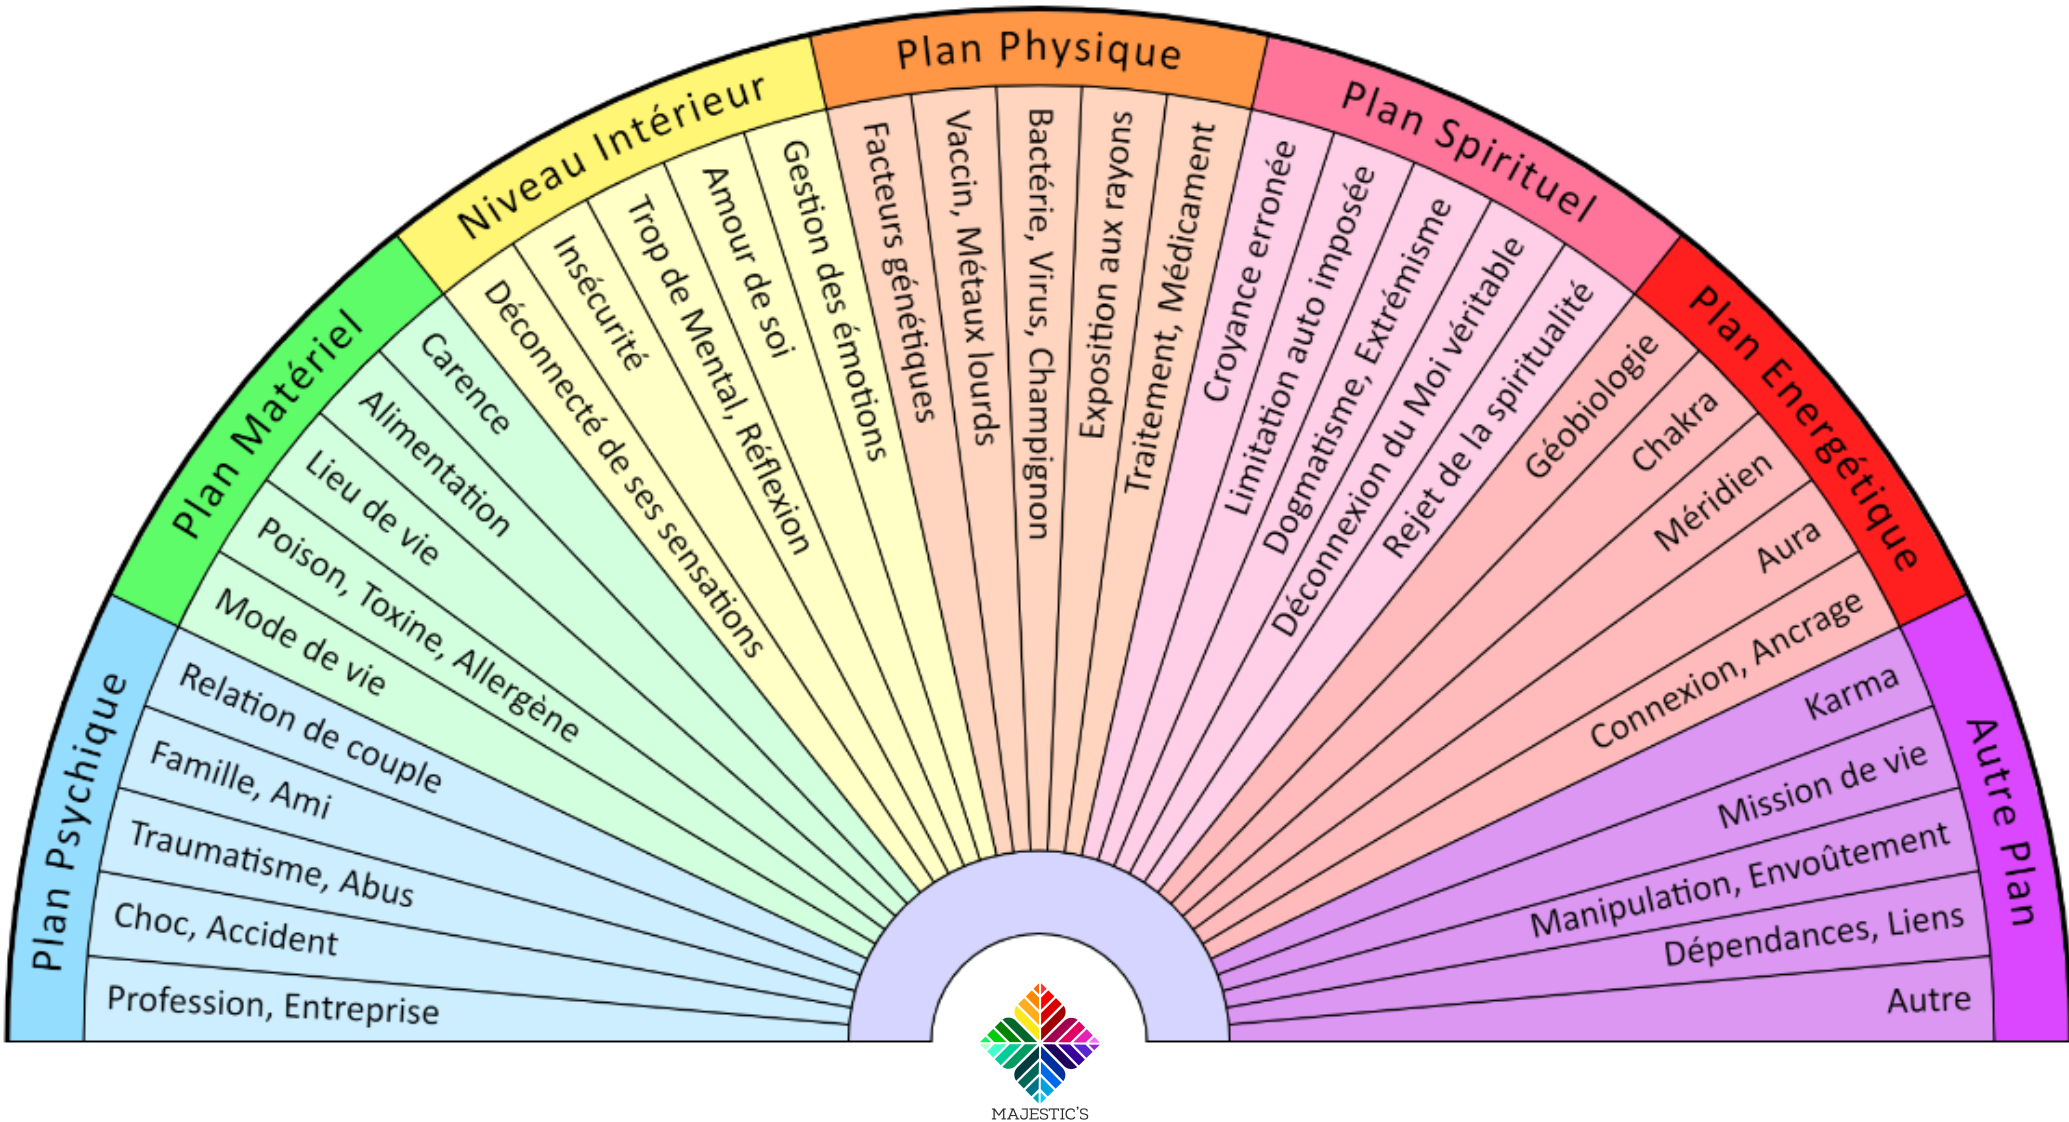 Plan Psychique
Profession, Entreprise
Choc, Accident
Traumatisme, Abus
Famille, Ami
Relation de couple
Plan Matériel
Mode de vie
Poison, Toxine, Allergène
Lieu de vie
Alimentation
Carence
Niveau Intérieur
Déconnecté de ses sensations
Insécurité
Trop de Mental, Réflexion
Amour de soi
Gestion des émotions
Plan Physique
Facteurs génétiques
Vaccin, Métaux lourds
Bactérie, Virus, Champignon
Exposition aux rayons
Traitement, Médicament
Plan Spirituel
Croyance erronée
Limitation auto imposée
Dogmatisme, Extrémisme
Déconnexion du Moi véritable
Rejet de la spiritualité
Plan Energétique
Géobiologie
Chakra
Méridien
Aura
Connexion, Ancrage
Autre Plan
Karma
Mission de vie
Manipulation, Envoûtement
Dépendances, Liens
Autre
MAJESTIC'S